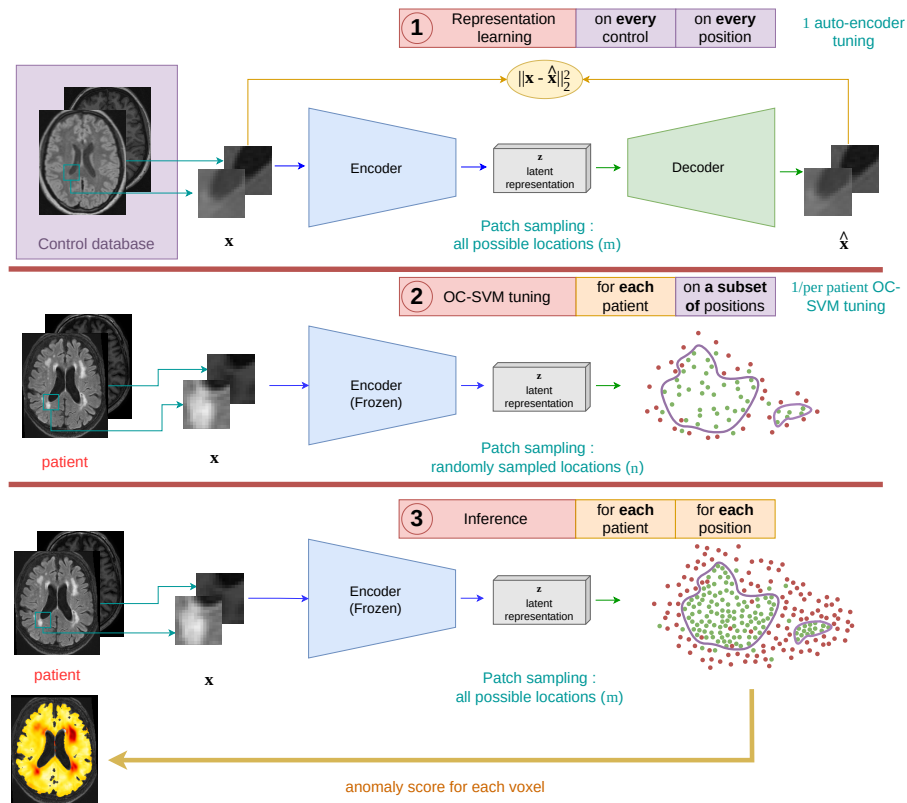 1
Representation
learning
on every
control
on every
position
1 auto-encoder
tuning
||x - x̂||₂²
Encoder
z
latent
representation
Decoder
Control database
x
Patch sampling :
all possible locations (m)
x̂
2
OC-SVM tuning
for each
patient
on a subset
of positions
1/per patient OC-
SVM tuning
Encoder
(Frozen)
z
latent
representation
patient
x
Patch sampling :
randomly sampled locations (n)
3
Inference
for each
patient
for each
position
Encoder
(Frozen)
z
latent
representation
patient
x
Patch sampling :
all possible locations (m)
anomaly score for each voxel